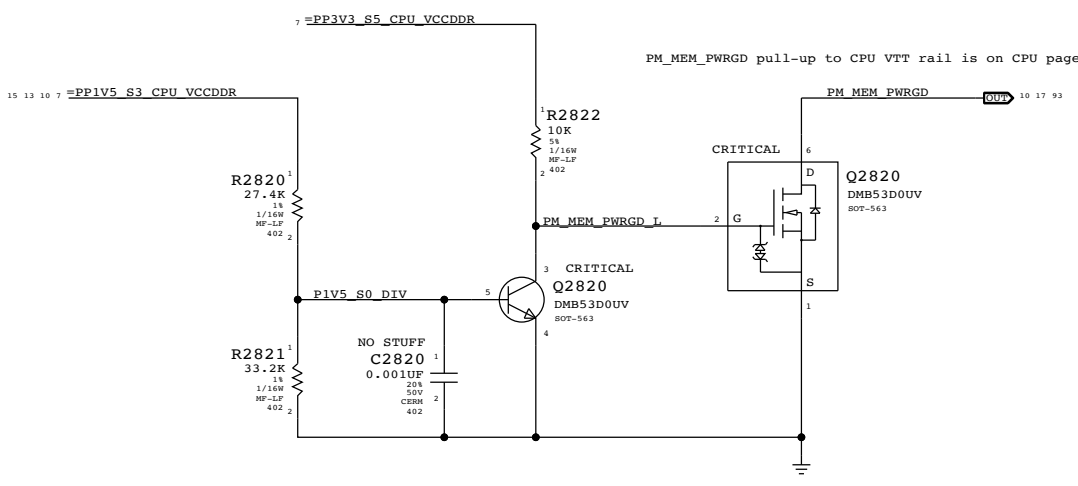 7 =PP3V3_S5_CPU_VCCDDR
PM_MEM_PWRGD pull-up to CPU VTT rail is on CPU page
15 13 10 7 =PP1V5_S3_CPU_VCCDDR
PM_MEM_PWRGD
OUT 10 17 93
1
R2822
10K
5%
1/16W
MF-LF
402
2
CRITICAL
6
D
Q2820
DMB53D0UV
SOT-563
2 G
S
1
R2820 1
27.4K
1%
1/16W
MF-LF
402
2
PM_MEM_PWRGD_L
3 CRITICAL
Q2820
DMB53D0UV
SOT-563
5
4
P1V5_S0_DIV
R2821 1
33.2K
1%
1/16W
MF-LF
402
2
NO STUFF
C2820 1
0.001UF
20%
50V
CERM
402
2